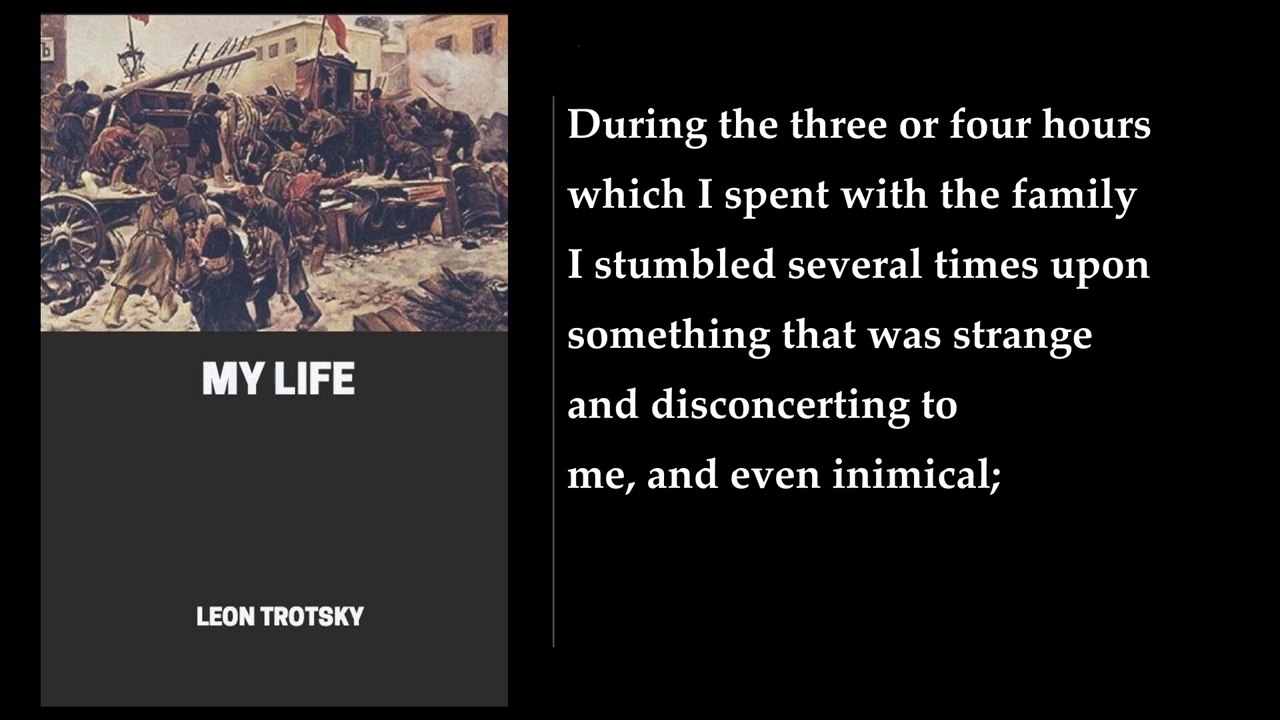 MY LIFE
LEON TROTSKY
During the three or four hours
which I spent with the family
I stumbled several times upon
something that was strange
and disconcerting to
me, and even inimical;